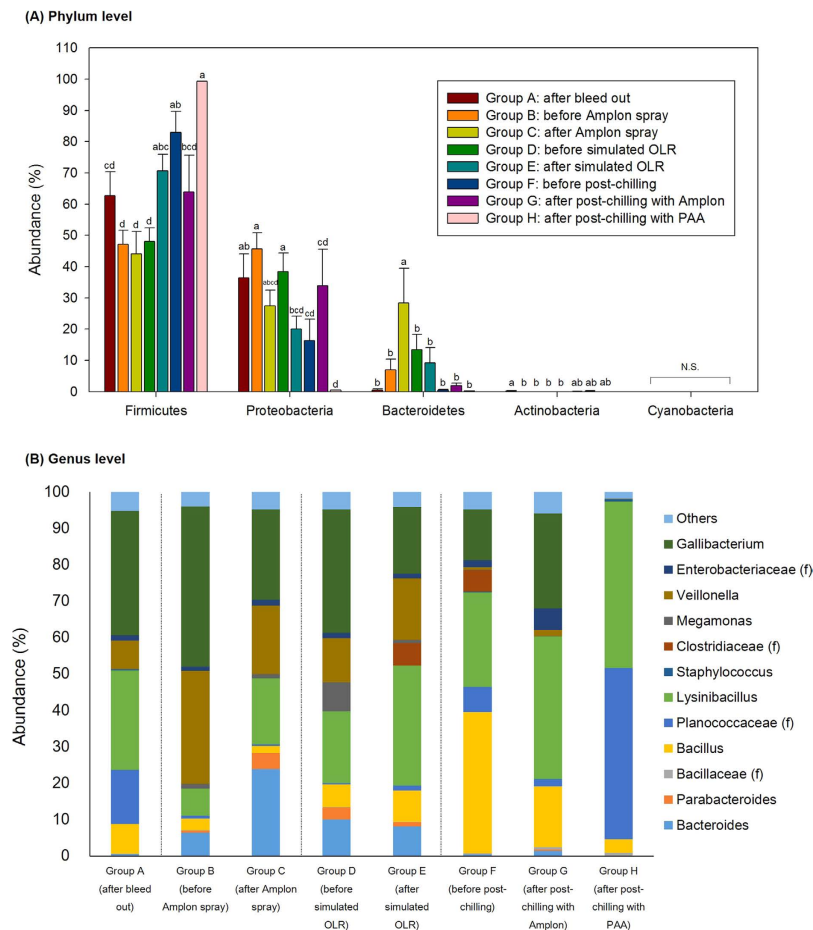 (A) Phylum level
110
100
90
80
70
60
50
40
30
20
10
0
Abundance (%)
Group A: after bleed out
Group B: before Amplon spray
Group C: after Amplon spray
Group D: before simulated OLR
Group E: after simulated OLR
Group F: before post-chilling
Group G: after post-chilling with Amplon
Group H: after post-chilling with PAA
cd d d d abc ab bcd a
ab a abcd a bcd cd cd d
b b a b b b b b
a b b b b ab ab ab
N.S.
Firmicutes Proteobacteria Bacteroidetes Actinobacteria Cyanobacteria
(B) Genus level
100
90
80
70
60
50
40
30
20
10
0
Abundance (%)
Others
Gallibacterium
Enterobacteriaceae (f)
Veillonella
Megamonas
Clostridiaceae (f)
Staphylococcus
Lysinibacillus
Planococcaceae (f)
Bacillus
Bacillaceae (f)
Parabacteroides
Bacteroides
Group A
(after bleed
out)
Group B
(before
Amplon spray)
Group C
(after Amplon
spray)
Group D
(before
simulated
OLR)
Group E
(after
simulated
OLR)
Group F
(before post-
chilling)
Group G
(after post-
chilling with
Amplon)
Group H
(after post-
chilling with
PAA)